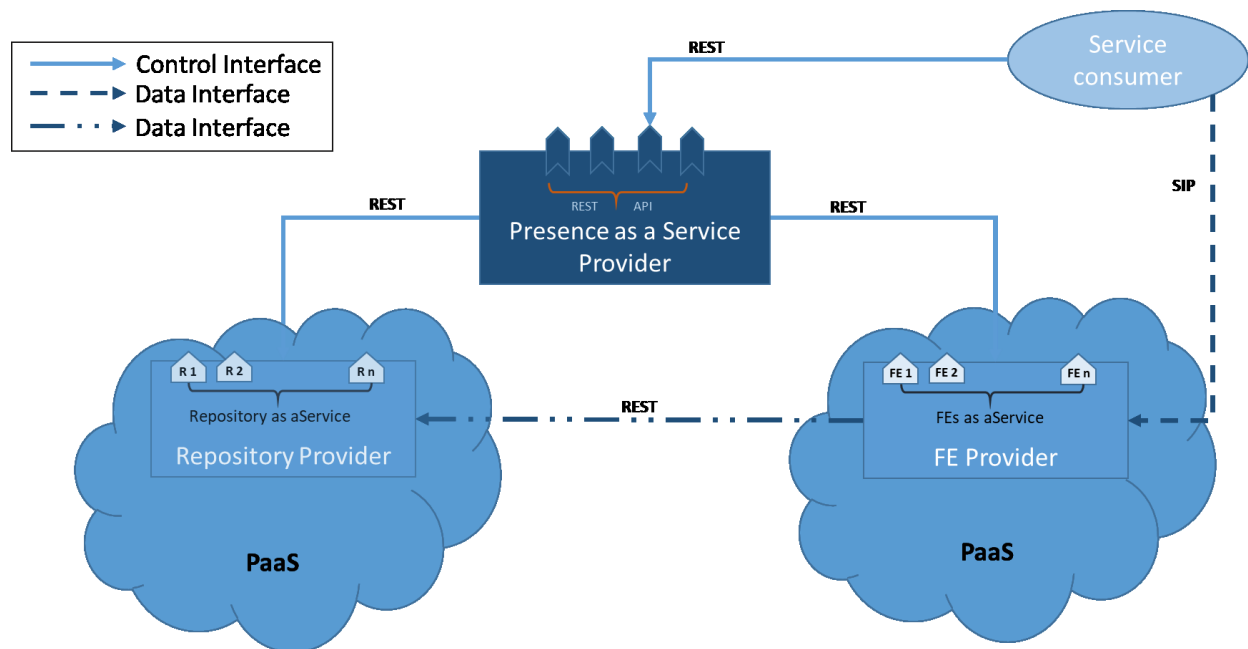 Control Interface
Data Interface
Data Interface
REST
Service
consumer
SIP
REST API
Presence as a Service
Provider
REST
REST
R 1 R 2 R n
Repository as aService
Repository Provider
PaaS
REST
FE 1 FE 2 FE n
FEs as aService
FE Provider
PaaS